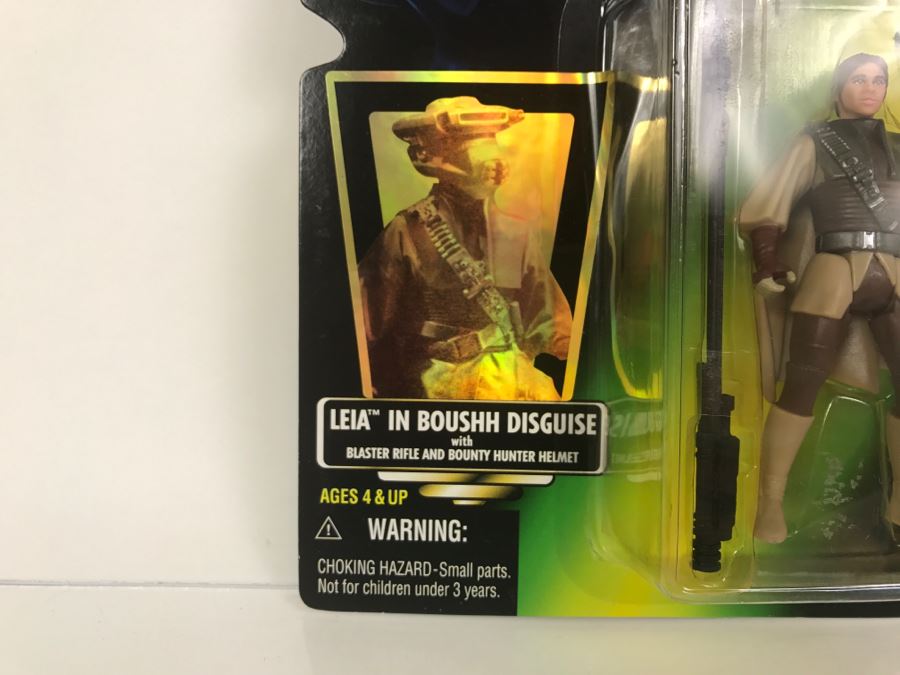 LEIA™ IN BOUSHH DISGUISE
with
BLASTER RIFLE AND BOUNTY HUNTER HELMET
AGES 4 & UP
⚠ WARNING:
CHOKING HAZARD-Small parts.
Not for children under 3 years.